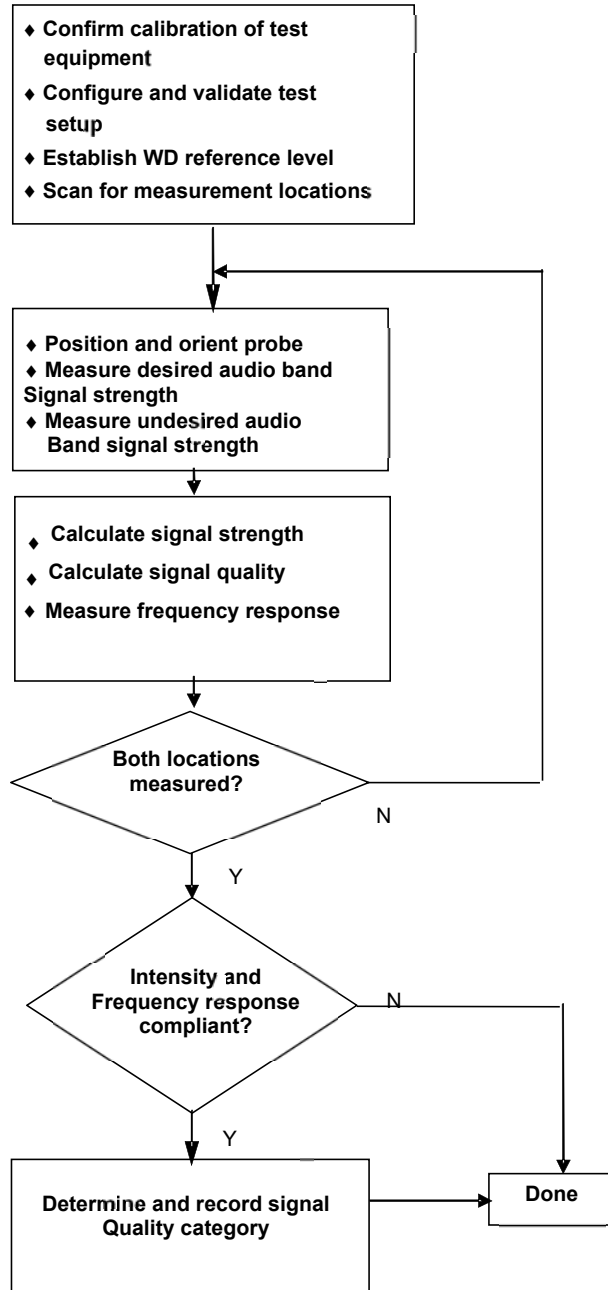 ♦ Confirm calibration of test
equipment
♦ Configure and validate test
setup
♦ Establish WD reference level
♦ Scan for measurement locations
♦ Position and orient probe
♦ Measure desired audio band
Signal strength
♦ Measure undesired audio
Band signal strength
♦ Calculate signal strength
♦ Calculate signal quality
♦ Measure frequency response
Both locations
measured?
N
Y
Intensity and
Frequency response
compliant?
N
Y
Determine and record signal
Quality category
Done